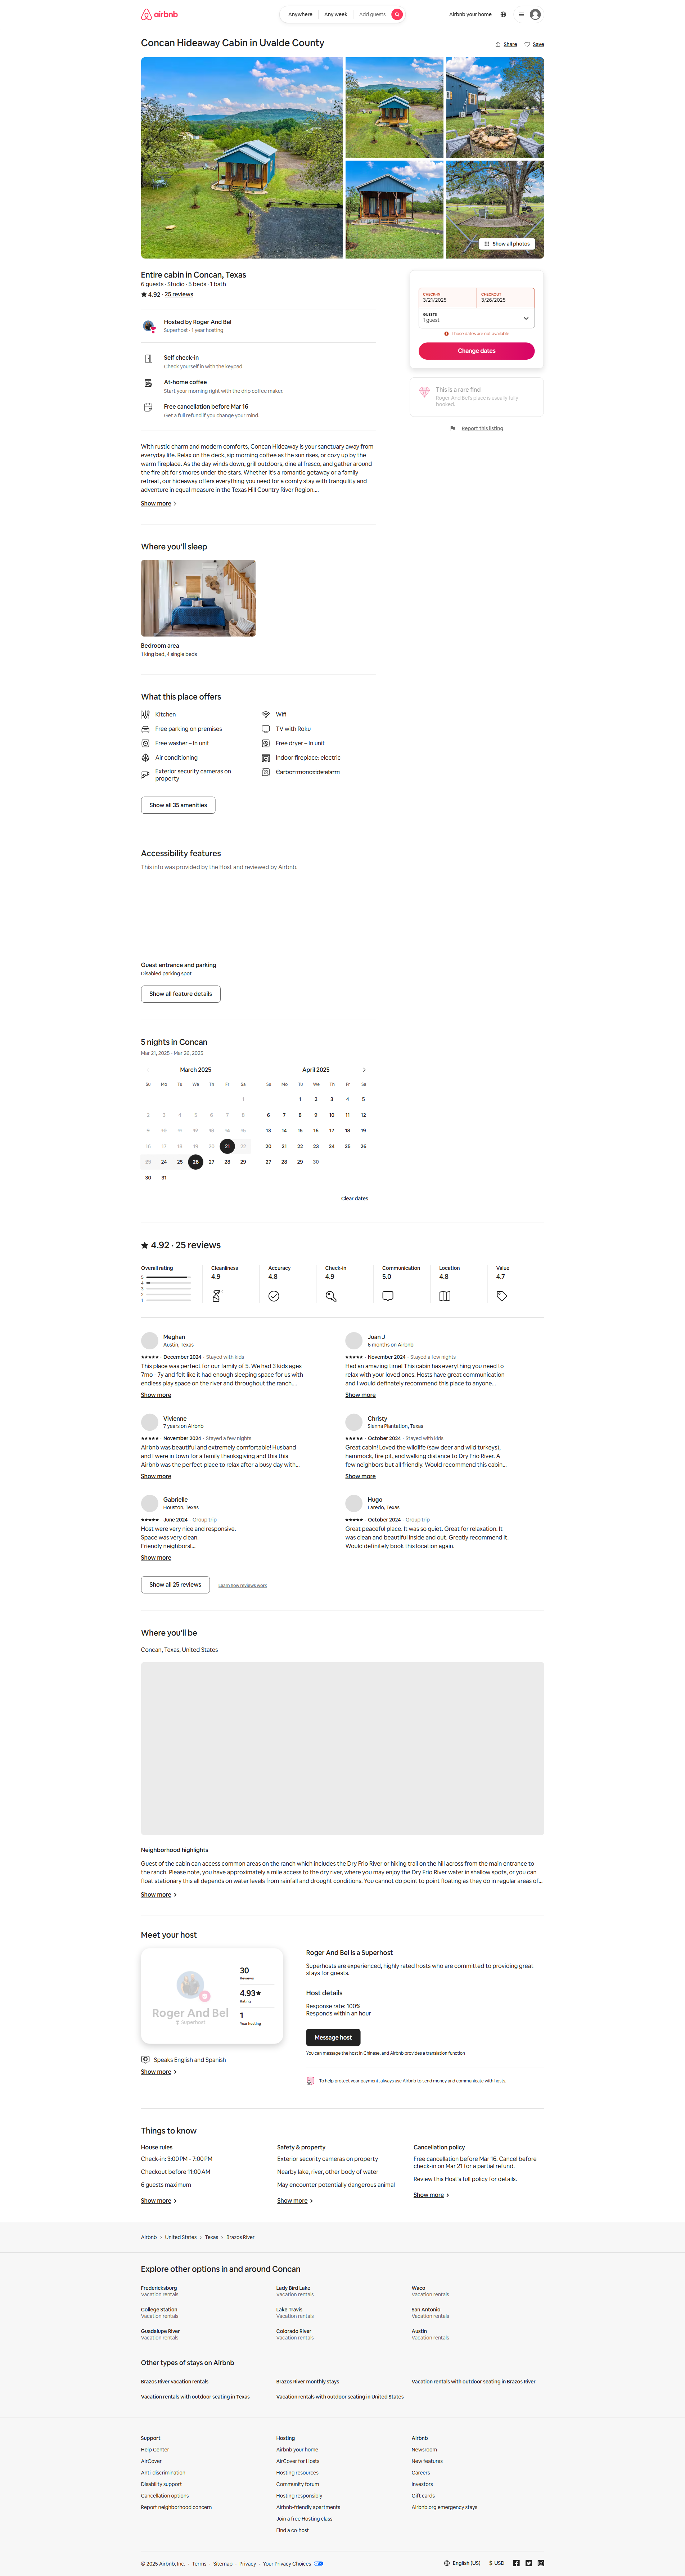 airbnb
Anywhere
Any week
Add guests
Airbnb your home
Concan Hideaway Cabin in Uvalde County
Share
Save
Show all photos
Entire cabin in Concan, Texas
6 guests · Studio · 5 beds · 1 bath
4.92 · 25 reviews
Hosted by Roger And Bel
Superhost · 1 year hosting
Self check-in
Check yourself in with the keypad.
At-home coffee
Start your morning right with the drip coffee maker.
Free cancellation before Mar 16
Get a full refund if you change your mind.
CHECK-IN
3/21/2025
CHECKOUT
3/26/2025
GUESTS
1 guest
These dates are not available
Change dates
This is a rare find
Roger And Bel's place is usually fully
booked.
Report this listing
With rustic charm and modern comforts, Concan Hideaway is your sanctuary away from
everyday life. Relax on the deck, sip morning coffee as the sun rises, or cozy up by the
warm fireplace. As the day winds down, grill outdoors, dine al fresco, and gather around
the fire pit for s'mores under the stars. Whether it's a romantic getaway or a family
retreat, our hideaway offers everything you need for a comfy stay with tranquility and
adventure in equal measure in the Texas Hill Country River Region....
Show more
Where you'll sleep
Bedroom area
1 king bed, 4 single beds
What this place offers
Kitchen
Wifi
Free parking on premises
TV with Roku
Free washer – In unit
Free dryer – In unit
Air conditioning
Indoor fireplace: electric
Exterior security cameras on
property
Carbon monoxide alarm
Show all 35 amenities
Accessibility features
This info was provided by the Host and reviewed by Airbnb.
Guest entrance and parking
Disabled parking spot
Show all feature details
5 nights in Concan
Mar 21, 2025 - Mar 26, 2025
March 2025
Su Mo Tu We Th Fr Sa
1
2 3 4 5 6 7 8
9 10 11 12 13 14 15
16 17 18 19 20 21 22
23 24 25 26 27 28 29
30 31
April 2025
Su Mo Tu We Th Fr Sa
1 2 3 4 5
6 7 8 9 10 11 12
13 14 15 16 17 18 19
20 21 22 23 24 25 26
27 28 29 30
Clear dates
4.92 · 25 reviews
Overall rating
5
4
3
2
1
Cleanliness
4.9
Accuracy
4.8
Check-in
4.9
Communication
5.0
Location
4.8
Value
4.7
Meghan
Austin, Texas
★★★★★ · December 2024 · Stayed with kids
This place was perfect for our family of 5. We had 3 kids ages
7mo - 7y and felt like it had enough sleeping space for us with
endless play space on the river and throughout the ranch....
Show more
Juan J
6 months on Airbnb
★★★★★ · November 2024 · Stayed a few nights
Had an amazing time! This cabin has everything you need to
relax with your loved ones. Hosts have great communication
and I would definately recommend this place to anyone...
Show more
Vivienne
7 years on Airbnb
★★★★★ · November 2024 · Stayed a few nights
Airbnb was beautiful and extremely comfortable! Husband
and I were in town for a family thanksgiving and this this
Airbnb was the perfect place to relax after a busy day with...
Show more
Christy
Sienna Plantation, Texas
★★★★★ · October 2024 · Stayed with kids
Great cabin! Loved the wildlife (saw deer and wild turkeys),
hammock, fire pit, and walking distance to Dry Frio River. A
few neighbors but all friendly. Would recommend this cabin...
Show more
Gabrielle
Houston, Texas
★★★★★ · June 2024 · Group trip
Host were very nice and responsive.
Space was very clean.
Friendly neighbors!...
Show more
Hugo
Laredo, Texas
★★★★★ · October 2024 · Group trip
Great peaceful place. It was so quiet. Great for relaxation. It
was clean and beautiful inside and out. Greatly recommend it.
Would definitely book this location again.
Show all 25 reviews
Learn how reviews work
Where you'll be
Concan, Texas, United States
Neighborhood highlights
Guest of the cabin can access common areas on the ranch which includes the Dry Frio River or hiking trail on the hill across from the main entrance to
the ranch. Please note, you have approximately a mile access to the dry river, where you may enjoy the Dry Frio River water in shallow spots, or you can
float stationary this all depends on water levels from rainfall and drought conditions. You cannot do point to point floating as they do in regular areas of...
Show more
Meet your host
Roger And Bel
Superhost
30
Reviews
4.93★
Rating
1
Year hosting
Speaks English and Spanish
Show more
Roger And Bel is a Superhost
Superhosts are experienced, highly rated hosts who are committed to providing great
stays for guests.
Host details
Response rate: 100%
Responds within an hour
Message host
You can message the host in Chinese, and Airbnb provides a translation function
To help protect your payment, always use Airbnb to send money and communicate with hosts.
Things to know
House rules
Check-in: 3:00 PM - 7:00 PM
Checkout before 11:00 AM
6 guests maximum
Show more
Safety & property
Exterior security cameras on property
Nearby lake, river, other body of water
May encounter potentially dangerous animal
Show more
Cancellation policy
Free cancellation before Mar 16. Cancel before
check-in on Mar 21 for a partial refund.
Review this Host's full policy for details.
Show more
Airbnb › United States › Texas › Brazos River
Explore other options in and around Concan
Fredericksburg
Vacation rentals
Lady Bird Lake
Vacation rentals
Waco
Vacation rentals
College Station
Vacation rentals
Lake Travis
Vacation rentals
San Antonio
Vacation rentals
Guadalupe River
Vacation rentals
Colorado River
Vacation rentals
Austin
Vacation rentals
Other types of stays on Airbnb
Brazos River vacation rentals
Brazos River monthly stays
Vacation rentals with outdoor seating in Brazos River
Vacation rentals with outdoor seating in Texas
Vacation rentals with outdoor seating in United States
Support
Help Center
AirCover
Anti-discrimination
Disability support
Cancellation options
Report neighborhood concern
Hosting
Airbnb your home
AirCover for Hosts
Hosting resources
Community forum
Hosting responsibly
Airbnb-friendly apartments
Join a free Hosting class
Find a co-host
Airbnb
Newsroom
New features
Careers
Investors
Gift cards
Airbnb.org emergency stays
© 2025 Airbnb, Inc. · Terms · Sitemap · Privacy · Your Privacy Choices
English (US)
$ USD